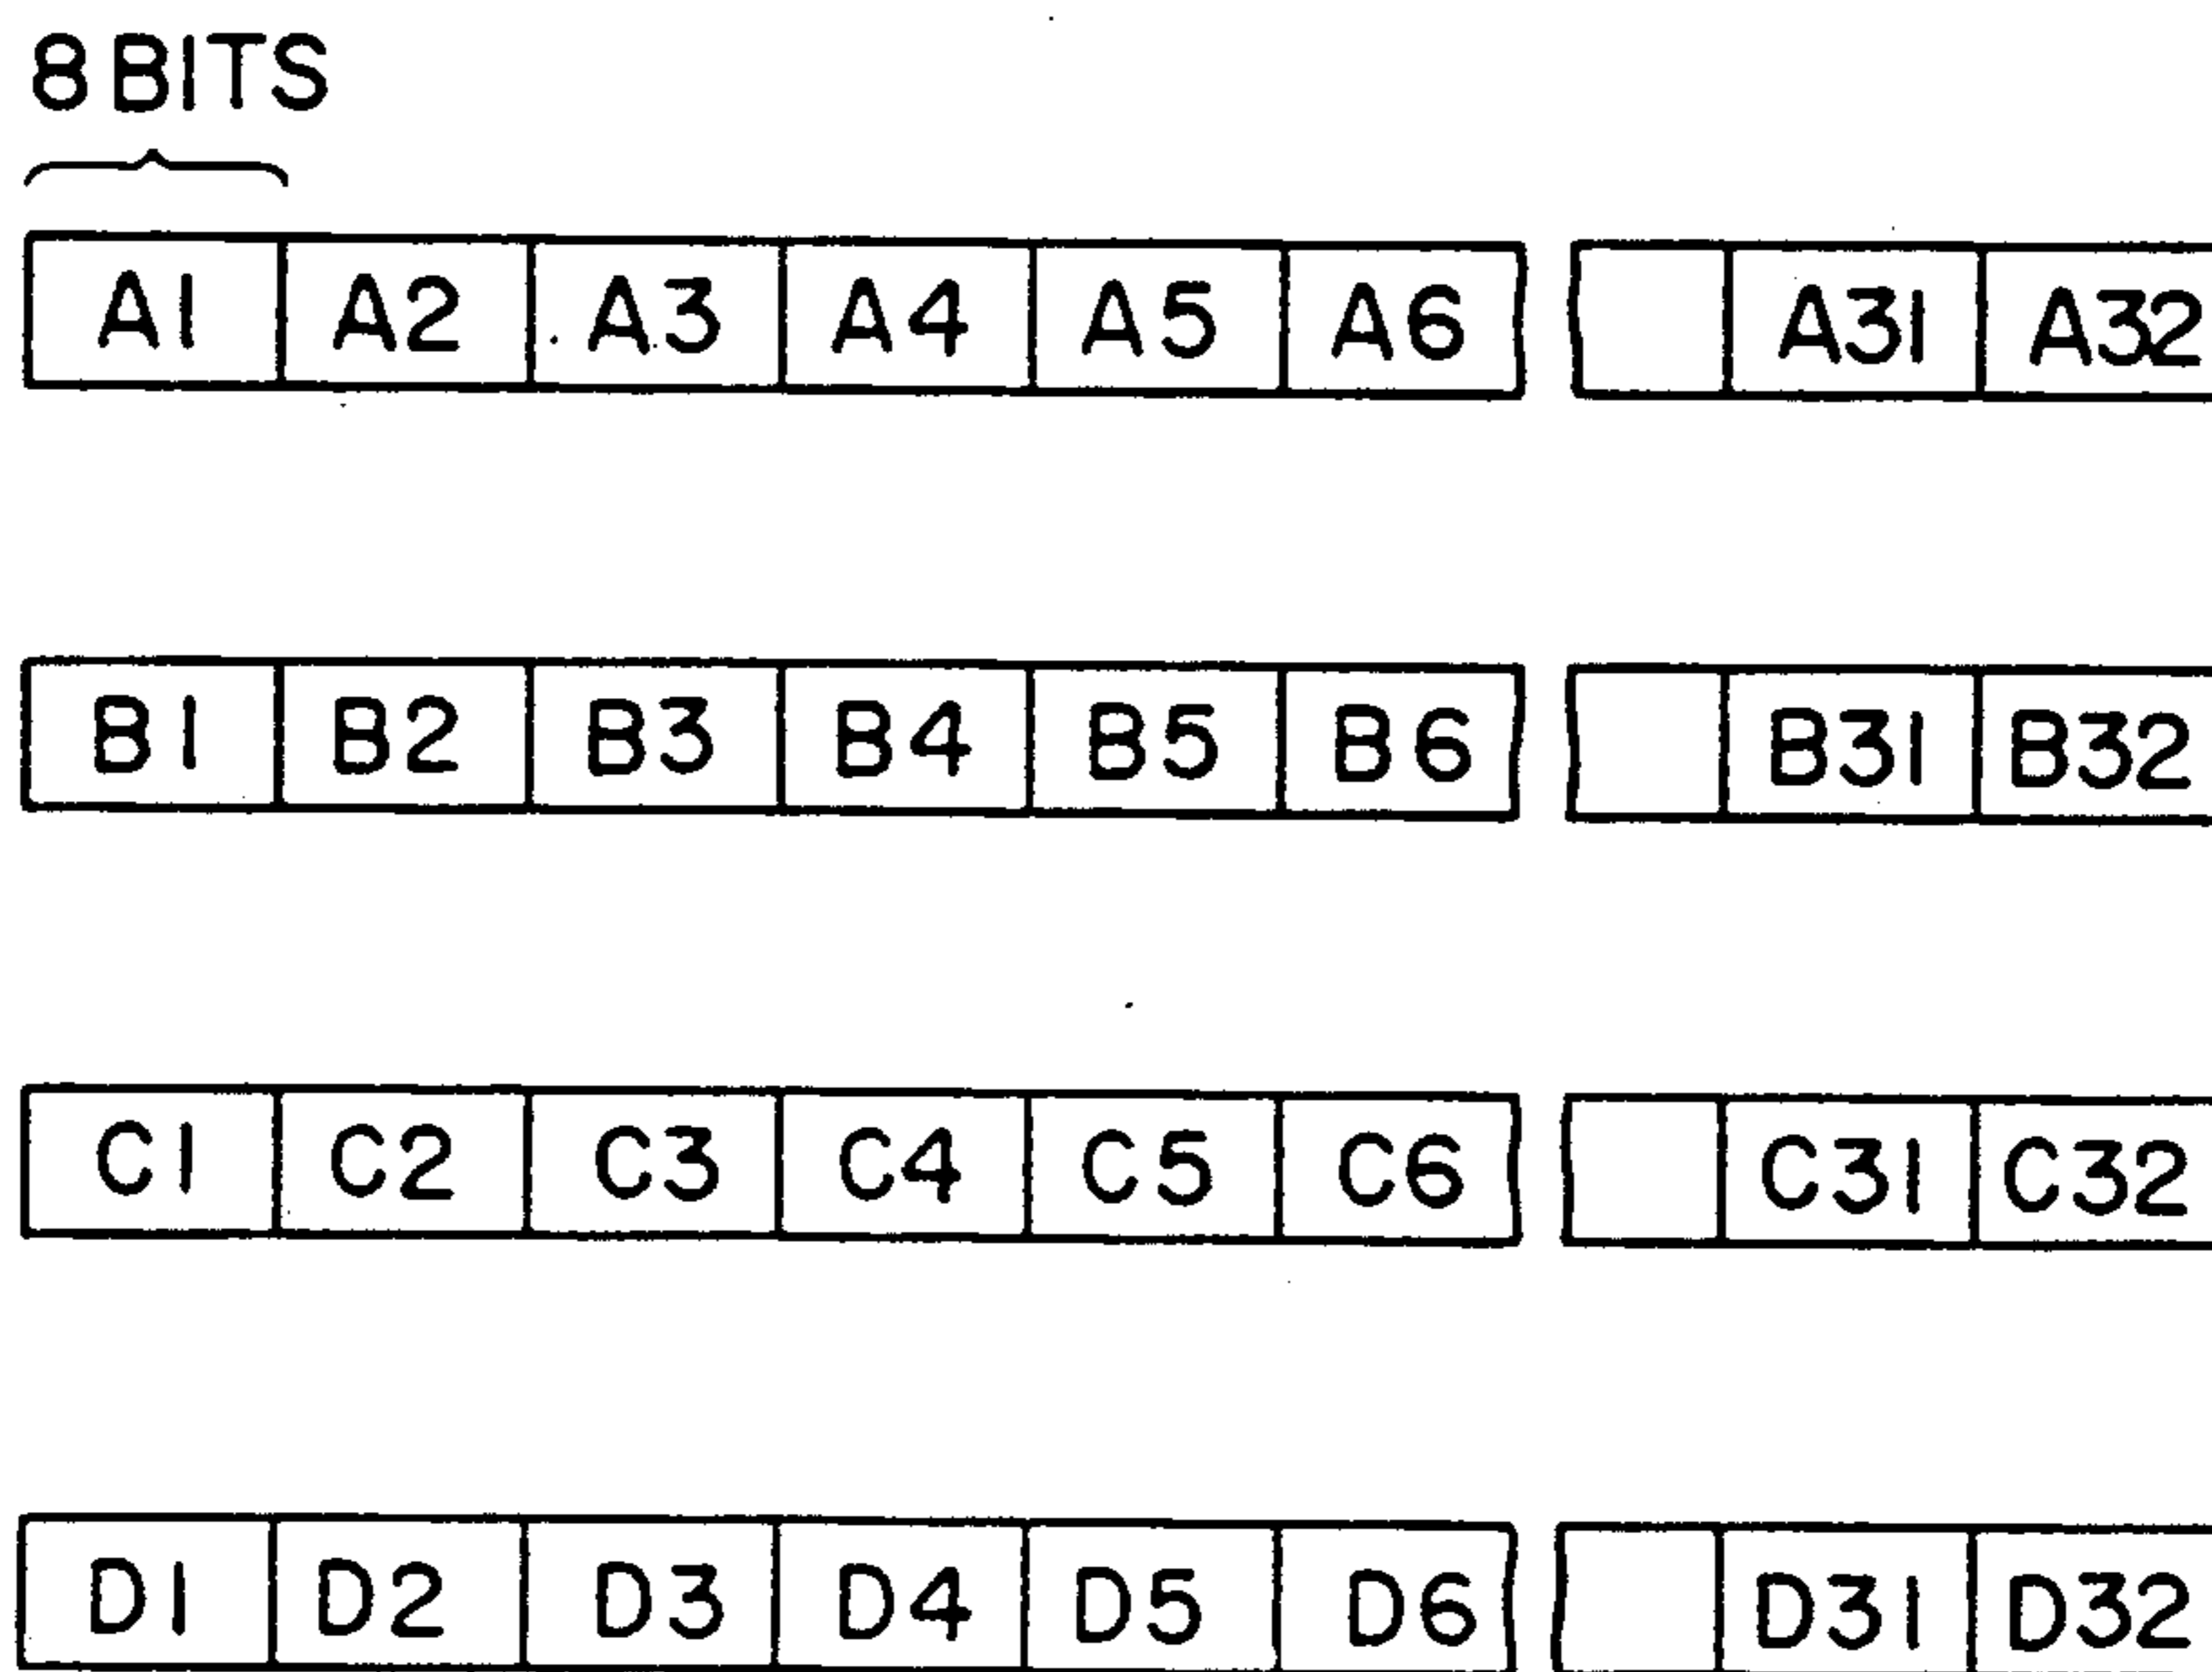 8 BITS
A1 A2 A3 A4 A5 A6 A31 A32
B1 B2 B3 B4 B5 B6 B31 B32
C1 C2 C3 C4 C5 C6 C31 C32
D1 D2 D3 D4 D5 D6 D31 D32